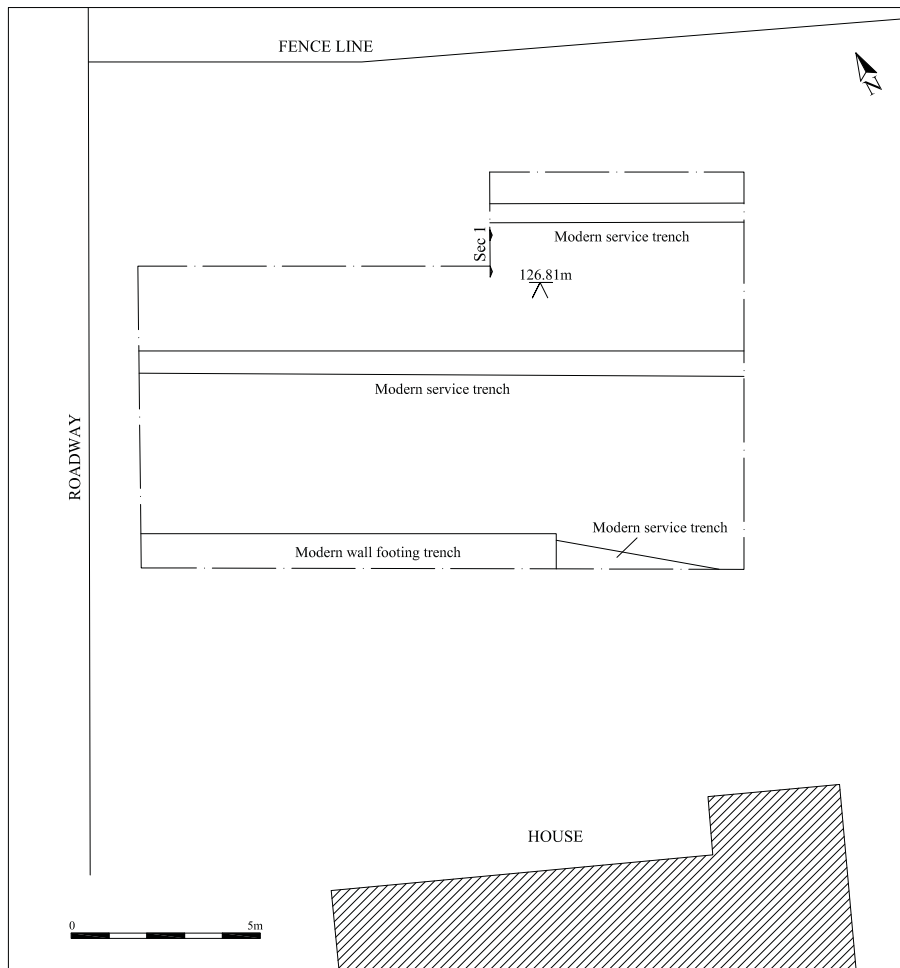 FENCE LINE
N
Modern service trench
Sec 1
126.81m
Modern service trench
ROADWAY
Modern service trench
Modern wall footing trench
HOUSE
0 5m